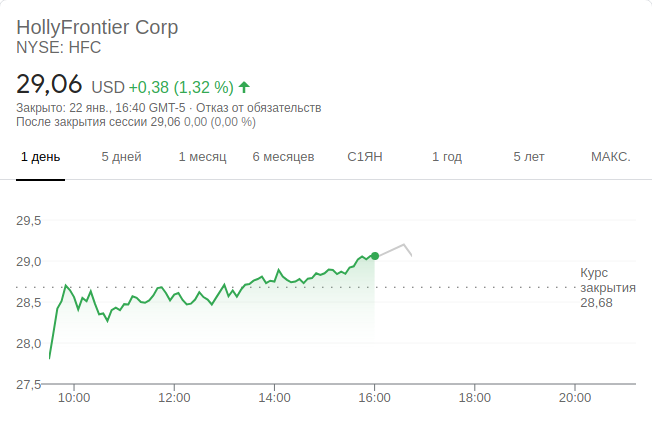 HollyFrontier Corp
NYSE: HFC
29,06 USD +0,38 (1,32 %)
Закрыто: 22 янв., 16:40 GMT-5 · Отказ от обязательств
После закрытия сессии 29,06 0,00 (0,00 %)
1 день 5 дней 1 месяц 6 месяцев С1ЯН 1 год 5 лет МАКС.
29,5
29,0
28,5
28,0
27,5
Курс
закрытия
28,68
10:00 12:00 14:00 16:00 18:00 20:00